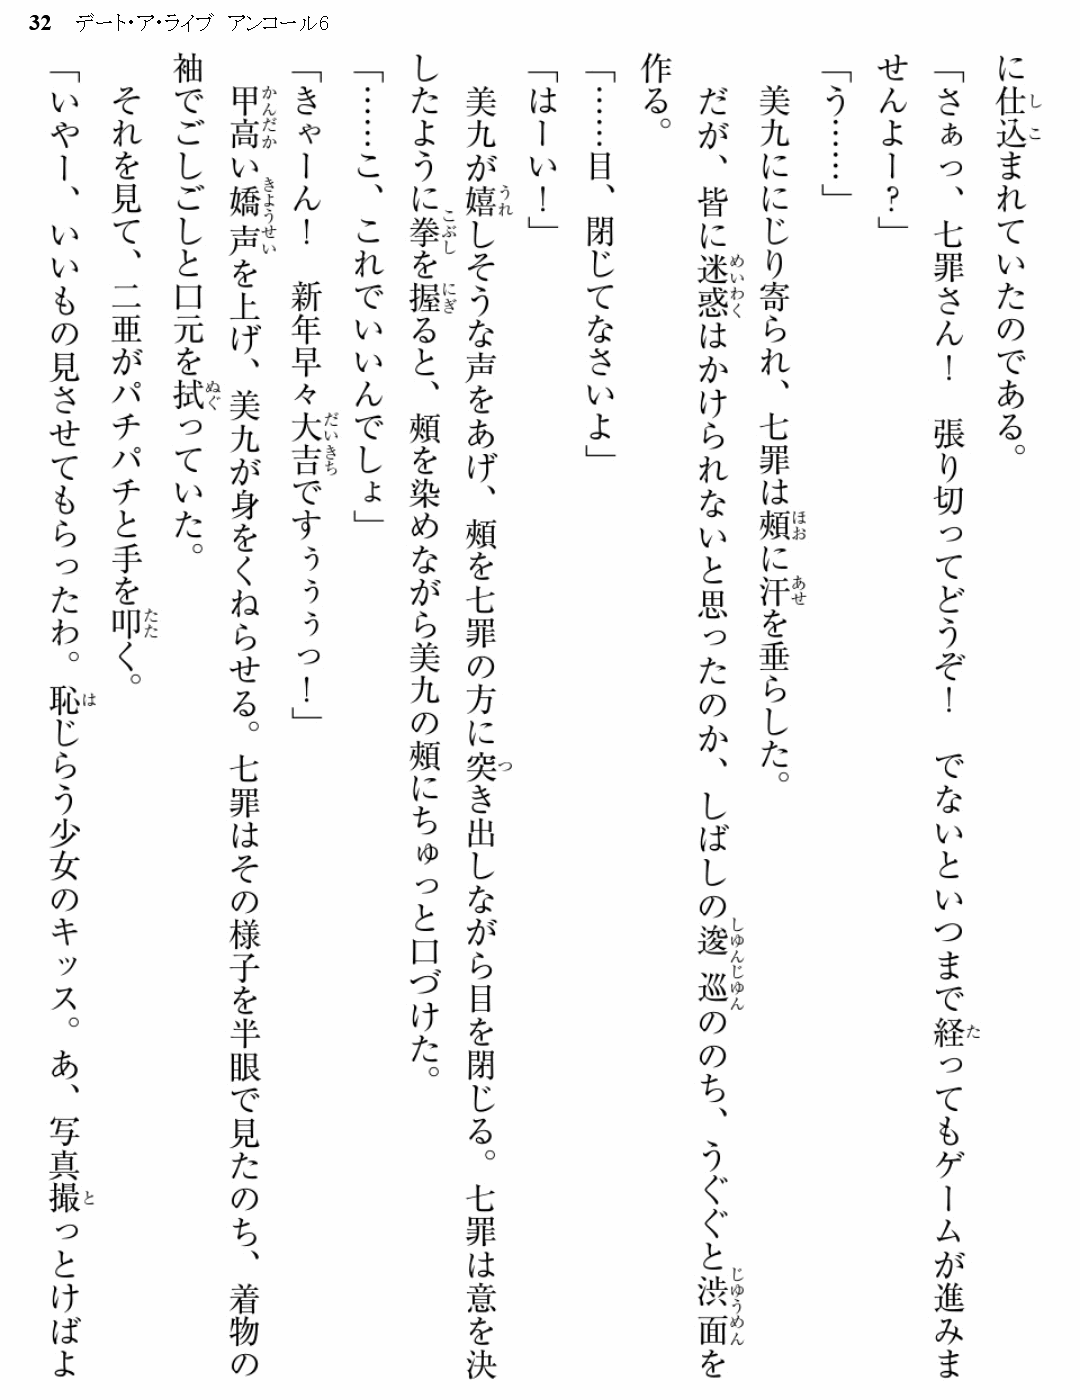 32 デート・ア・ライブ アンコール6
に仕込まれていたのである。
「さぁっ、七罪さん！　張り切ってどうぞ！　でないといつまで経ってもゲームが進みま
せんよー？」
「う……」
美九ににじり寄られ、七罪は頰に汗を垂らした。
だが、皆に迷惑はかけられないと思ったのか、しばしの逡巡ののち、うぐぐと渋面を
作る。
「……目、閉じてなさいよ」
「はーい！」
美九が嬉しそうな声をあげ、頰を七罪の方に突き出しながら目を閉じる。七罪は意を決
したように拳を握ると、頰を染めながら美九の頰にちゅっと口づけた。
「……こ、これでいいんでしょ」
「きゃーん！　新年早々大吉ですぅぅぅっ！」
甲高い嬌声を上げ、美九が身をくねらせる。七罪はその様子を半眼で見たのち、着物の
袖でごしごしと口元を拭っていた。
それを見て、二亜がパチパチと手を叩く。
「いやー、いいもの見させてもらったわ。恥じらう少女のキッス。あ、写真撮っとけばよ